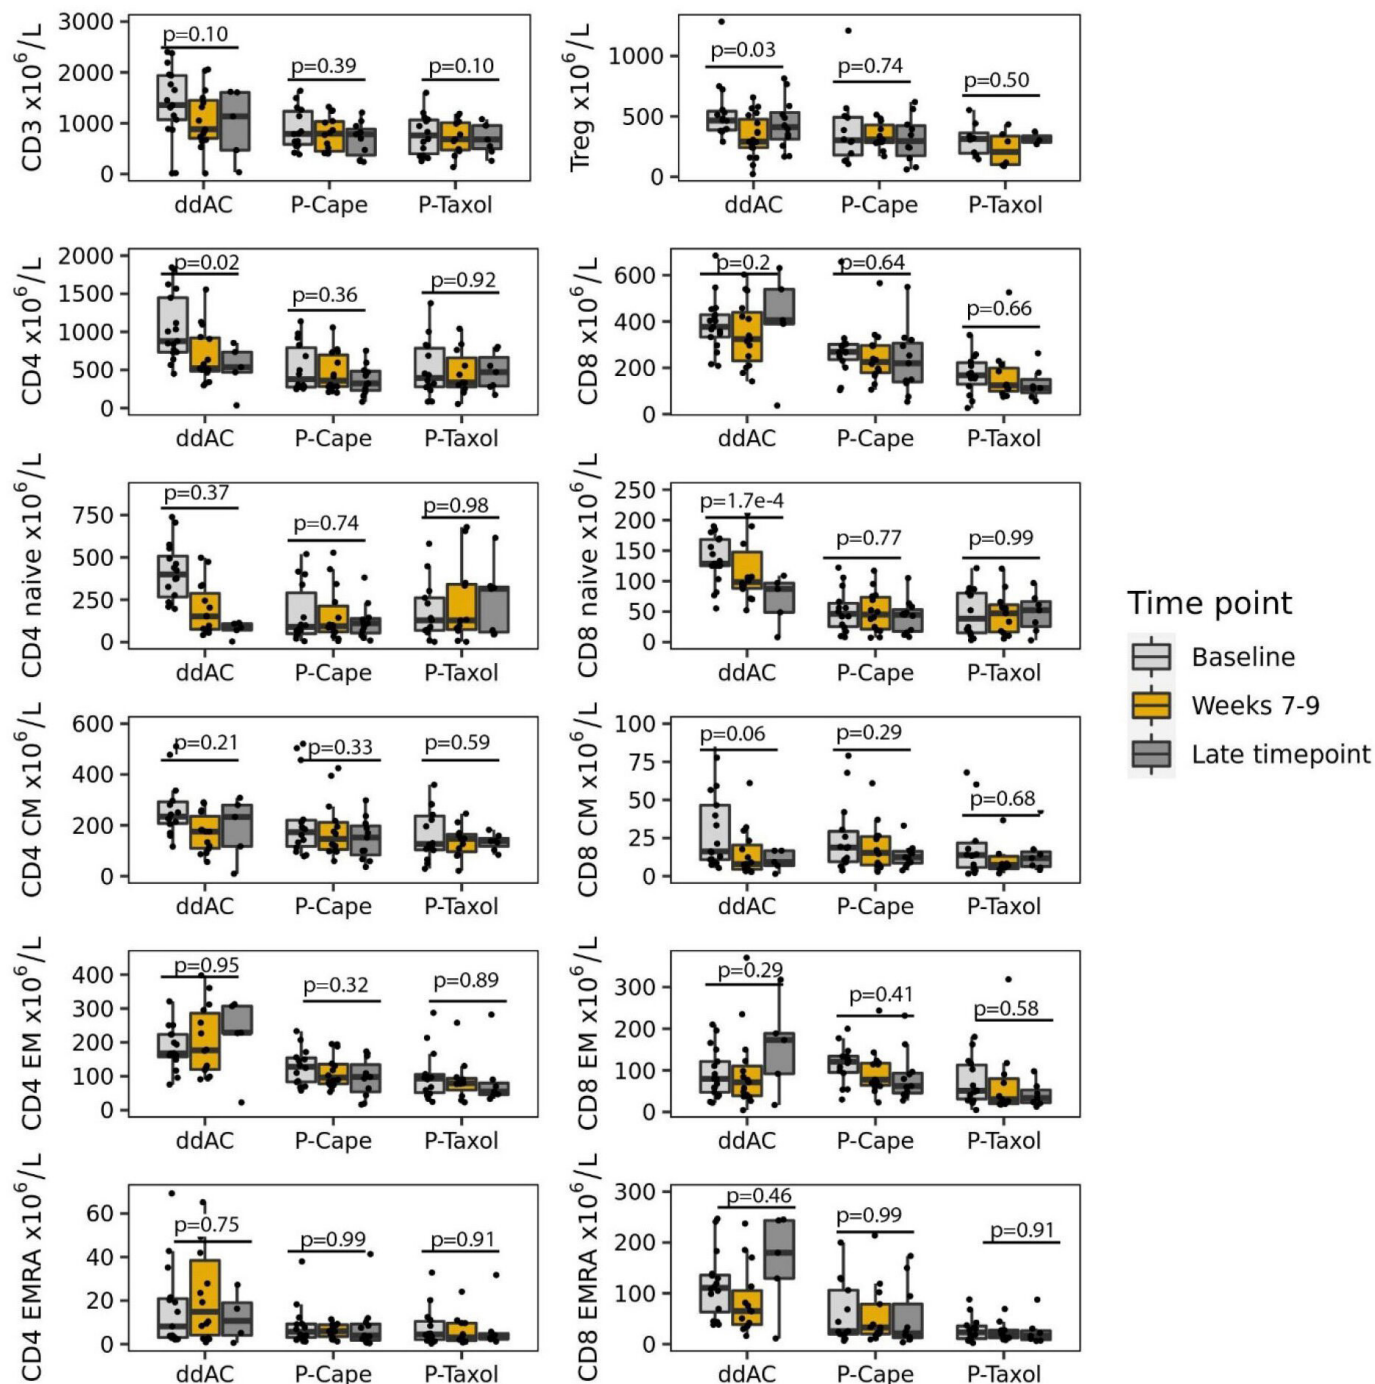 CD3 x10^6/L
3000
2000
1000
0
p=0.10
p=0.39
p=0.10
ddAC
P-Cape
P-Taxol
Treg x10^6/L
1000
500
0
p=0.03
p=0.74
p=0.50
ddAC
P-Cape
P-Taxol
CD4 x10^6/L
2000
1500
1000
500
0
p=0.02
p=0.36
p=0.92
ddAC
P-Cape
P-Taxol
CD8 x10^6/L
600
400
200
0
p=0.2
p=0.64
p=0.66
ddAC
P-Cape
P-Taxol
CD4 naive x10^6/L
750
500
250
0
p=0.37
p=0.74
p=0.98
ddAC
P-Cape
P-Taxol
CD8 naive x10^6/L
250
200
150
100
50
0
p=1.7e-4
p=0.77
p=0.99
ddAC
P-Cape
P-Taxol
Time point
Baseline
Weeks 7-9
Late timepoint
CD4 CM x10^6/L
600
400
200
0
p=0.21
p=0.33
p=0.59
ddAC
P-Cape
P-Taxol
CD8 CM x10^6/L
100
75
50
25
0
p=0.06
p=0.29
p=0.68
ddAC
P-Cape
P-Taxol
CD4 EM x10^6/L
400
300
200
100
0
p=0.95
p=0.32
p=0.89
ddAC
P-Cape
P-Taxol
CD8 EM x10^6/L
300
200
100
0
p=0.29
p=0.41
p=0.58
ddAC
P-Cape
P-Taxol
CD4 EMRA x10^6/L
60
40
20
0
p=0.75
p=0.99
p=0.91
ddAC
P-Cape
P-Taxol
CD8 EMRA x10^6/L
300
200
100
0
p=0.46
p=0.99
p=0.91
ddAC
P-Cape
P-Taxol